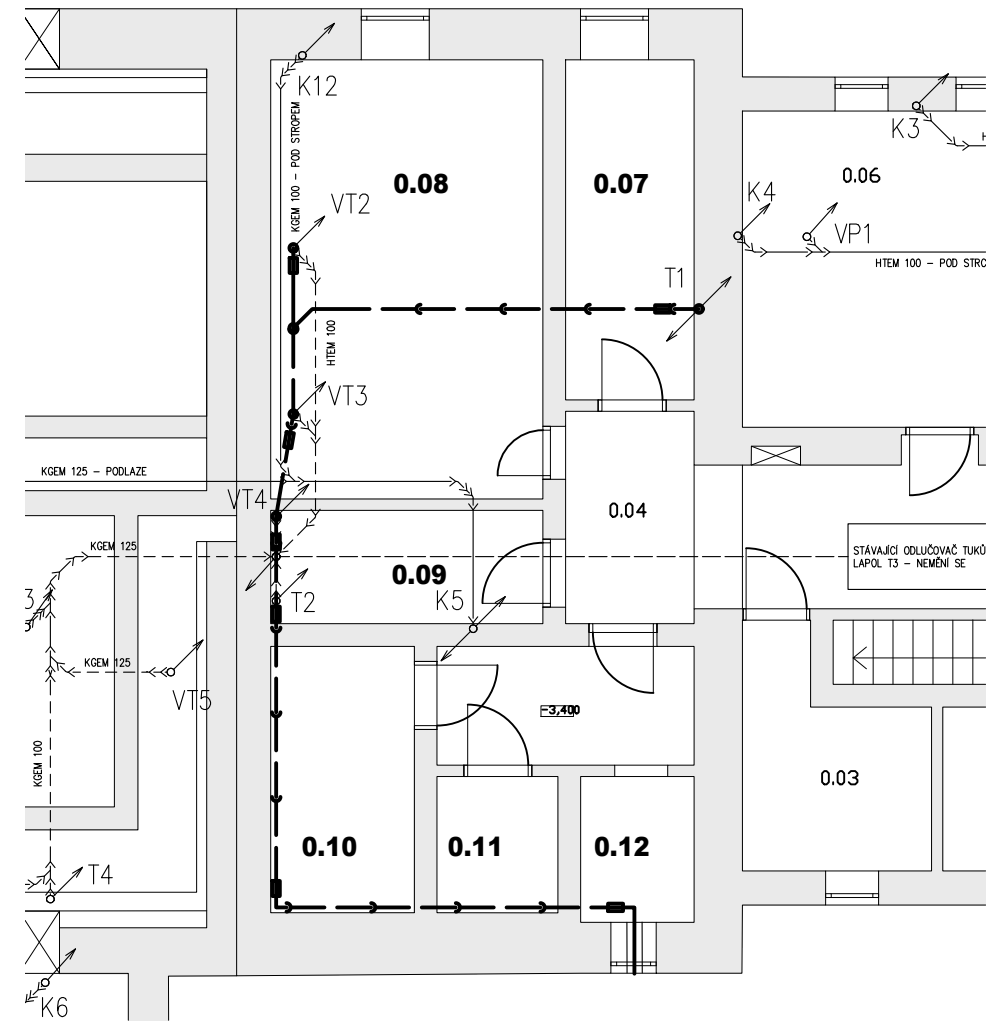 K12
K3
H
KGEM 100 – POD STROPEM
0.08
0.07
0.06
VT2
K4
VP1
HTEM 100 – POD STRO
T1
HTEM 100
VT3
KGEM 125 – PODLAZE
VT4
0.04
KGEM 125
STÁVAJÍCÍ ODLUČOVAČ TUKŮ
LAPOL T3 – NEMĚNÍ SE
0.09
3
T2
K5
KGEM 125
VT5
-3,400
KGEM 100
0.03
0.10
0.11
0.12
T4
K6